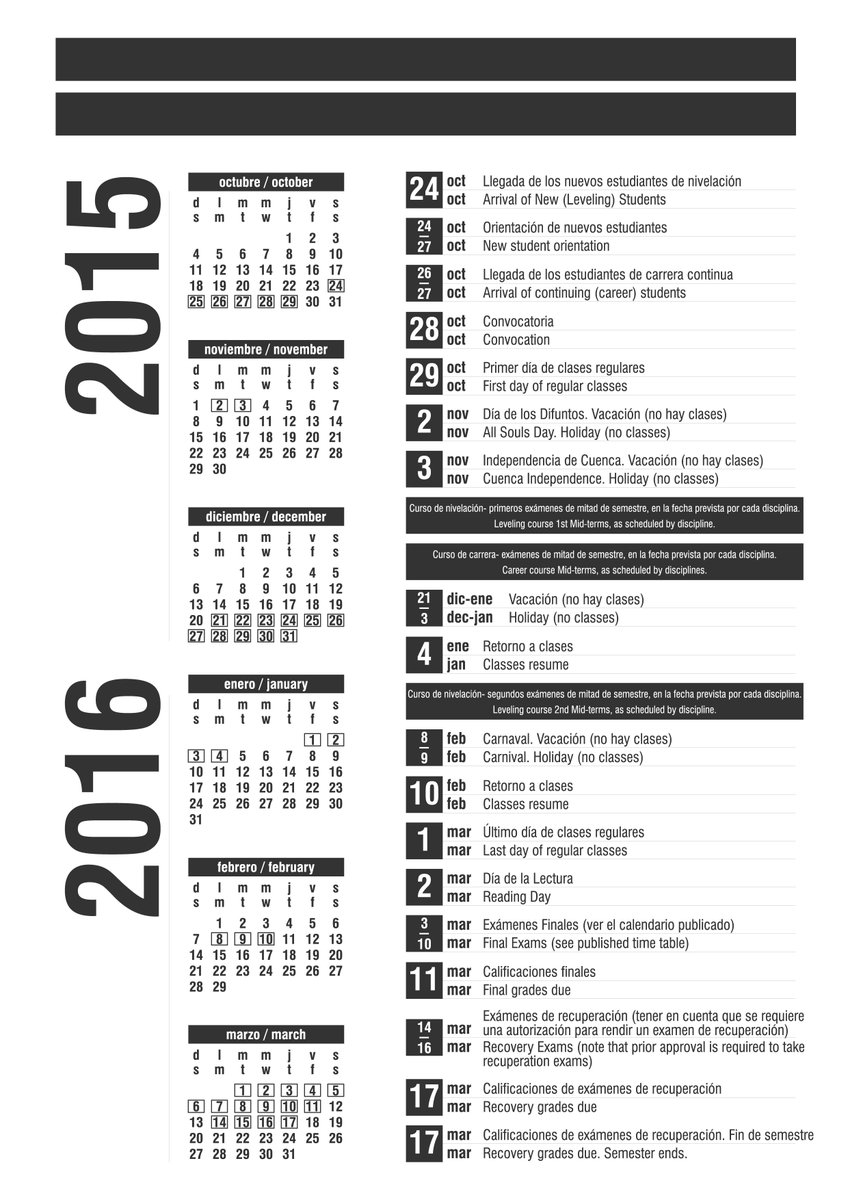 2015
octubre / october
d l m m j v s
s m t w t f s
1 2 3
4 5 6 7 8 9 10
11 12 13 14 15 16 17
18 19 20 21 22 23 24
25 26 27 28 29 30 31
noviembre / november
d l m m j v s
s m t w t f s
1 2 3 4 5 6 7
8 9 10 11 12 13 14
15 16 17 18 19 20 21
22 23 24 25 26 27 28
29 30
diciembre / december
d l m m j v s
s m t w t f s
1 2 3 4 5
6 7 8 9 10 11 12
13 14 15 16 17 18 19
20 21 22 23 24 25 26
27 28 29 30 31
2016
enero / january
d l m m j v s
s m t w t f s
1 2
3 4 5 6 7 8 9
10 11 12 13 14 15 16
17 18 19 20 21 22 23
24 25 26 27 28 29 30
31
febrero / february
d l m m j v s
s m t w t f s
1 2 3 4 5 6
7 8 9 10 11 12 13
14 15 16 17 18 19 20
21 22 23 24 25 26 27
28 29
marzo / march
d l m m j v s
s m t w t f s
1 2 3 4 5
6 7 8 9 10 11 12
13 14 15 16 17 18 19
20 21 22 23 24 25 26
27 28 29 30 31
24
oct Llegada de los nuevos estudiantes de nivelación
oct Arrival of New (Leveling) Students
24 oct Orientación de nuevos estudiantes
27 oct New student orientation
26 oct Llegada de los estudiantes de carrera continua
27 oct Arrival of continuing (career) students
28
oct Convocatoria
oct Convocation
29
oct Primer día de clases regulares
oct First day of regular classes
2
nov Día de los Difuntos. Vacación (no hay clases)
nov All Souls Day. Holiday (no classes)
3
nov Independencia de Cuenca. Vacación (no hay clases)
nov Cuenca Independence. Holiday (no classes)
Curso de nivelación- primeros exámenes de mitad de semestre, en la fecha prevista por cada disciplina.
Leveling course 1st Mid-terms, as scheduled by discipline.
Curso de carrera- exámenes de mitad de semestre, en la fecha prevista por cada disciplina.
Career course Mid-terms, as scheduled by disciplines.
21 dic-ene Vacación (no hay clases)
3 dec-jan Holiday (no classes)
4
ene Retorno a clases
jan Classes resume
Curso de nivelación- segundos exámenes de mitad de semestre, en la fecha prevista por cada disciplina.
Leveling course 2nd Mid-terms, as scheduled by discipline.
8 feb Carnaval. Vacación (no hay clases)
9 feb Carnival. Holiday (no classes)
10
feb Retorno a clases
feb Classes resume
1
mar Último día de clases regulares
mar Last day of regular classes
2
mar Día de la Lectura
mar Reading Day
3 mar Exámenes Finales (ver el calendario publicado)
10 mar Final Exams (see published time table)
11
mar Calificaciones finales
mar Final grades due
Exámenes de recuperación (tener en cuenta que se requiere
14 mar una autorización para rendir un examen de recuperación)
16 mar Recovery Exams (note that prior approval is required to take
recuperation exams)
17
mar Calificaciones de exámenes de recuperación
mar Recovery grades due
17
mar Calificaciones de exámenes de recuperación. Fin de semestre
mar Recovery grades due. Semester ends.